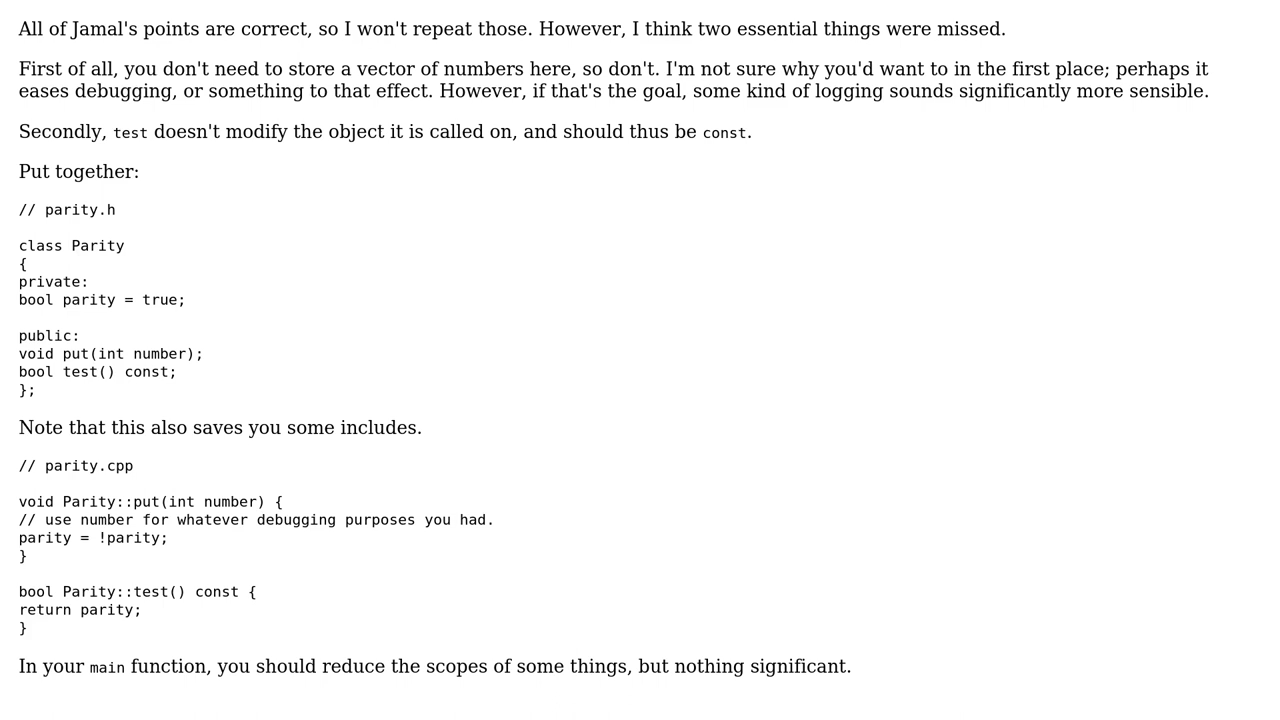 All of Jamal's points are correct, so I won't repeat those. However, I think two essential things were missed.
First of all, you don't need to store a vector of numbers here, so don't. I'm not sure why you'd want to in the first place; perhaps it
eases debugging, or something to that effect. However, if that's the goal, some kind of logging sounds significantly more sensible.
Secondly, test doesn't modify the object it is called on, and should thus be const.
Put together:
// parity.h
class Parity
{
private:
bool parity = true;
public:
void put(int number);
bool test() const;
};
Note that this also saves you some includes.
// parity.cpp
void Parity::put(int number) {
// use number for whatever debugging purposes you had.
parity = !parity;
}
bool Parity::test() const {
return parity;
}
In your main function, you should reduce the scopes of some things, but nothing significant.